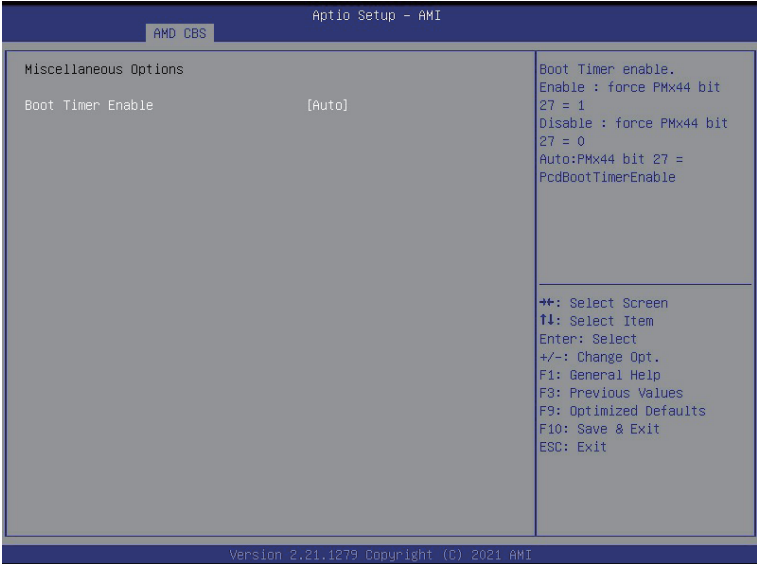 Aptio Setup – AMI
AMD CBS
Miscellaneous Options
Boot Timer Enable [Auto]
Boot Timer enable.
Enable : force PMx44 bit
27 = 1
Disable : force PMx44 bit
27 = 0
Auto:PMx44 bit 27 =
PcdBootTimerEnable
→←: Select Screen
↑↓: Select Item
Enter: Select
+/-: Change Opt.
F1: General Help
F3: Previous Values
F9: Optimized Defaults
F10: Save & Exit
ESC: Exit
Version 2.21.1279 Copyright (C) 2021 AMI